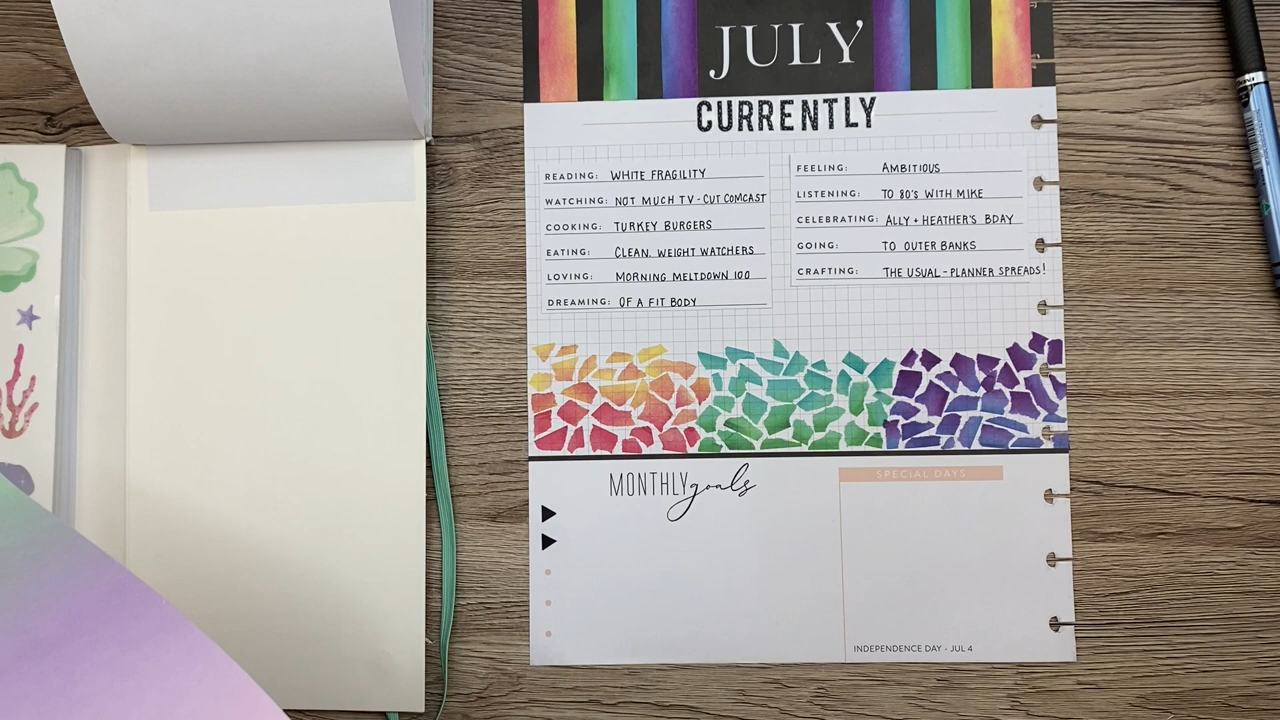 JULY
CURRENTLY
READING: WHITE FRAGILITY
WATCHING: NOT MUCH TV - CUT COMCAST
COOKING: TURKEY BURGERS
EATING: CLEAN. WEIGHT WATCHERS
LOVING: MORNING MELTDOWN 100
DREAMING: OF A FIT BODY
FEELING: AMBITIOUS
LISTENING: TO 80'S WITH MIKE
CELEBRATING: ALLY + HEATHER'S BDAY
GOING: TO OUTER BANKS
CRAFTING: THE USUAL - PLANNER SPREADS!
MONTHLY goals
SPECIAL DAYS
INDEPENDENCE DAY - JUL 4